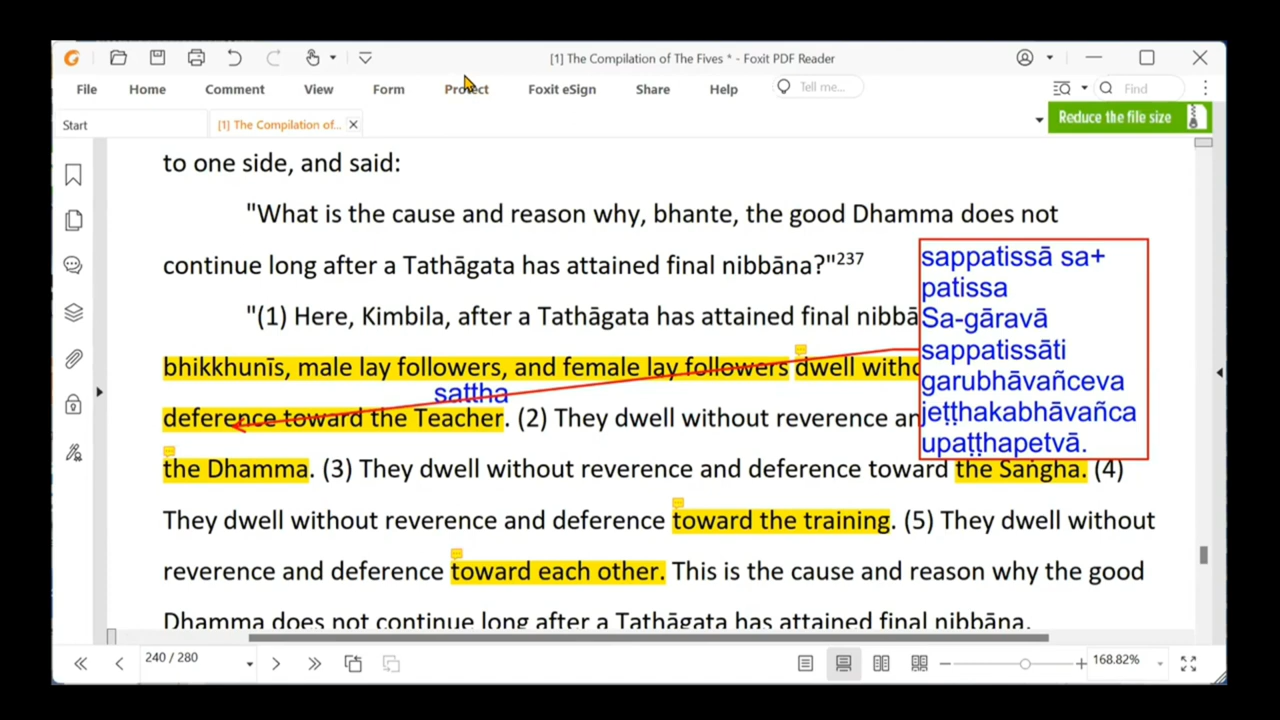 [1] The Compilation of The Fives * - Foxit PDF Reader
File Home Comment View Form Protect Foxit eSign Share Help Tell me... Find
Start [1] The Compilation of... Reduce the file size
to one side, and said:
"What is the cause and reason why, bhante, the good Dhamma does not
continue long after a Tathāgata has attained final nibbāna?"237
"(1) Here, Kimbila, after a Tathāgata has attained final nibbā
bhikkhunīs, male lay followers, and female lay followers dwell witho
sattha
deference toward the Teacher. (2) They dwell without reverence an
the Dhamma. (3) They dwell without reverence and deference toward the Saṅgha. (4)
They dwell without reverence and deference toward the training. (5) They dwell without
reverence and deference toward each other. This is the cause and reason why the good
Dhamma does not continue long after a Tathāgata has attained final nibbāna.
sappatissā sa+
patissa
Sa-gāravā
sappatissāti
garubhāvañceva
jeṭṭhakabhāvañca
upaṭṭhapetvā.
240 / 280 168.82%